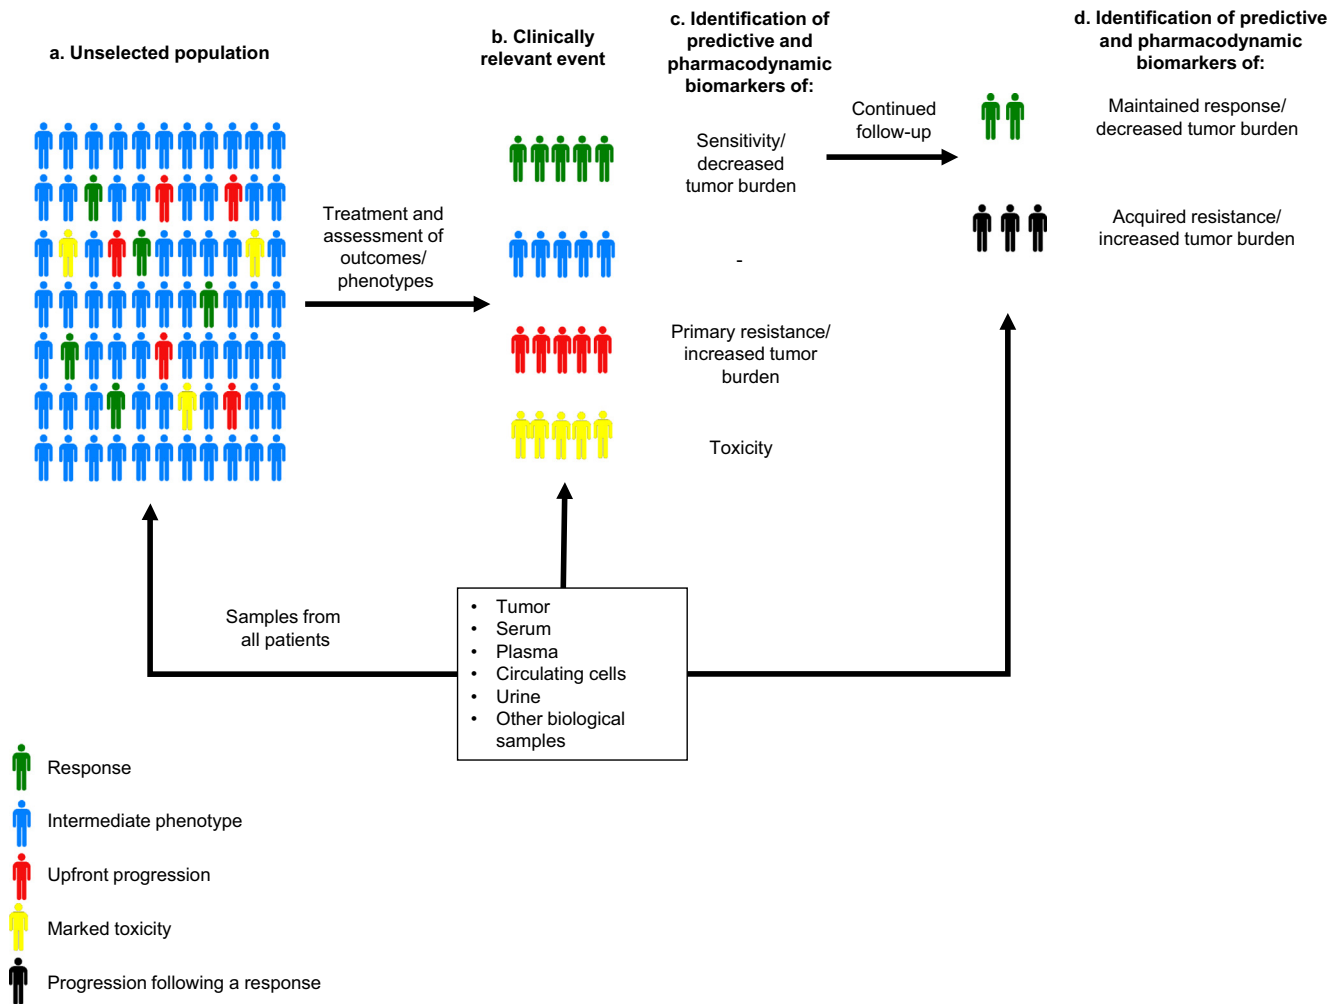 a. Unselected population
b. Clinically
relevant event
c. Identification of
predictive and
pharmacodynamic
biomarkers of:
d. Identification of predictive
and pharmacodynamic
biomarkers of:
Treatment and
assessment of
outcomes/
phenotypes
Sensitivity/
decreased
tumor burden
-
Primary resistance/
increased tumor
burden
Toxicity
Continued
follow-up
Maintained response/
decreased tumor burden
Acquired resistance/
increased tumor burden
Samples from
all patients
• Tumor
• Serum
• Plasma
• Circulating cells
• Urine
• Other biological
samples
Response
Intermediate phenotype
Upfront progression
Marked toxicity
Progression following a response